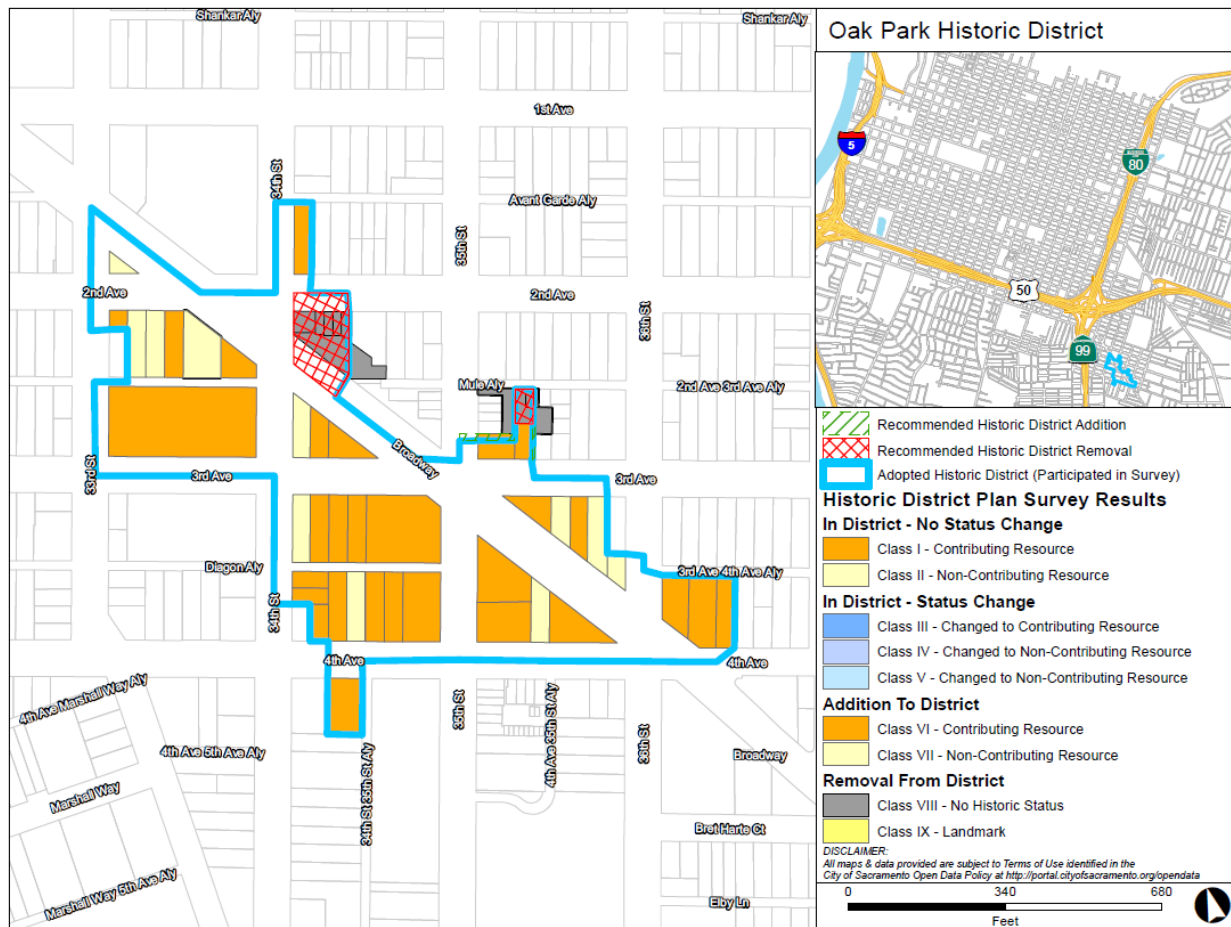 Shankar Aly
Shankar Aly
1st Ave
34th St
Avant Garde Aly
35th St
2nd Ave
2nd Ave
36th St
Mule Aly
2nd Ave 3rd Ave Aly
Broadway
33rd St
3rd Ave
3rd Ave
Diagon Aly
3rd Ave 4th Ave Aly
34th St
4th Ave
4th Ave
4th Ave Marshall Way Aly
35th St
4th Ave 35th St Aly
36th St
4th Ave 5th Ave Aly
Broadway
Marshall Way
34th St 35th St Aly
Bret Harte Ct
Marshall Way 5th Ave Aly
Elby Ln
Oak Park Historic District
5
80
50
99
Recommended Historic District Addition
Recommended Historic District Removal
Adopted Historic District (Participated in Survey)
Historic District Plan Survey Results
In District - No Status Change
Class I - Contributing Resource
Class II - Non-Contributing Resource
In District - Status Change
Class III - Changed to Contributing Resource
Class IV - Changed to Non-Contributing Resource
Class V - Changed to Non-Contributing Resource
Addition To District
Class VI - Contributing Resource
Class VII - Non-Contributing Resource
Removal From District
Class VIII - No Historic Status
Class IX - Landmark
DISCLAIMER:
All maps & data provided are subject to Terms of Use identified in the
City of Sacramento Open Data Policy at http://portal.cityofsacramento.org/opendata
0 340 680
Feet